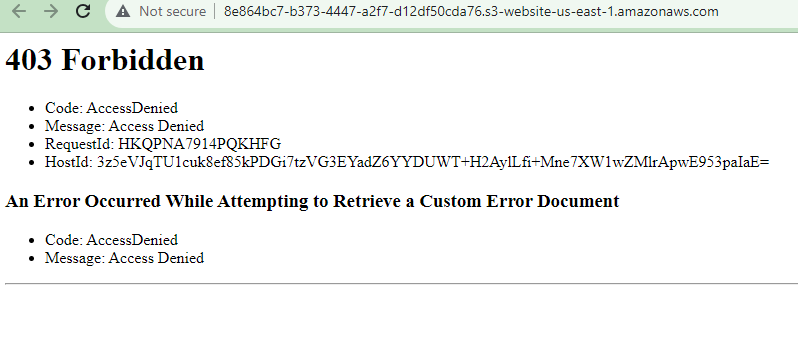 Not secure | 8e864bc7-b373-4447-a2f7-d12df50cda76.s3-website-us-east-1.amazonaws.com
403 Forbidden
• Code: AccessDenied
• Message: Access Denied
• RequestId: HKQPNA7914PQKHFG
• HostId: 3z5eVJqTU1cuk8ef85kPDGi7tzVG3EYadZ6YYDUWT+H2AylLfi+Mne7XW1wZMlrApwE953paIaE=
An Error Occurred While Attempting to Retrieve a Custom Error Document
• Code: AccessDenied
• Message: Access Denied